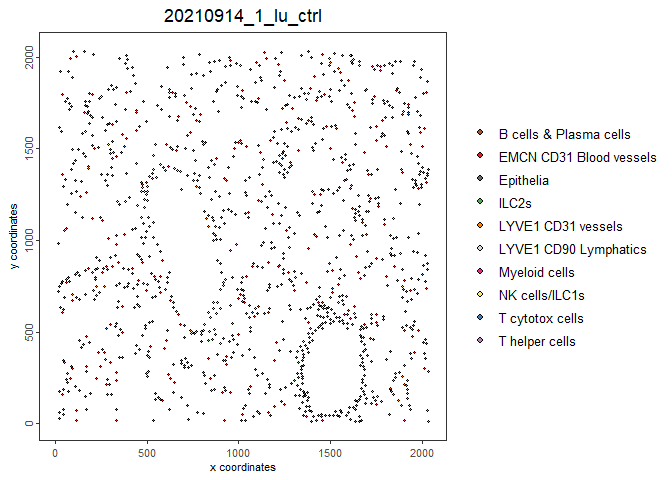 20210914_1_lu_ctrl
2000
1500
1000
500
0
y coordinates
0 500 1000 1500 2000
x coordinates
B cells & Plasma cells
EMCN CD31 Blood vessels
Epithelia
ILC2s
LYVE1 CD31 vessels
LYVE1 CD90 Lymphatics
Myeloid cells
NK cells/ILC1s
T cytotox cells
T helper cells